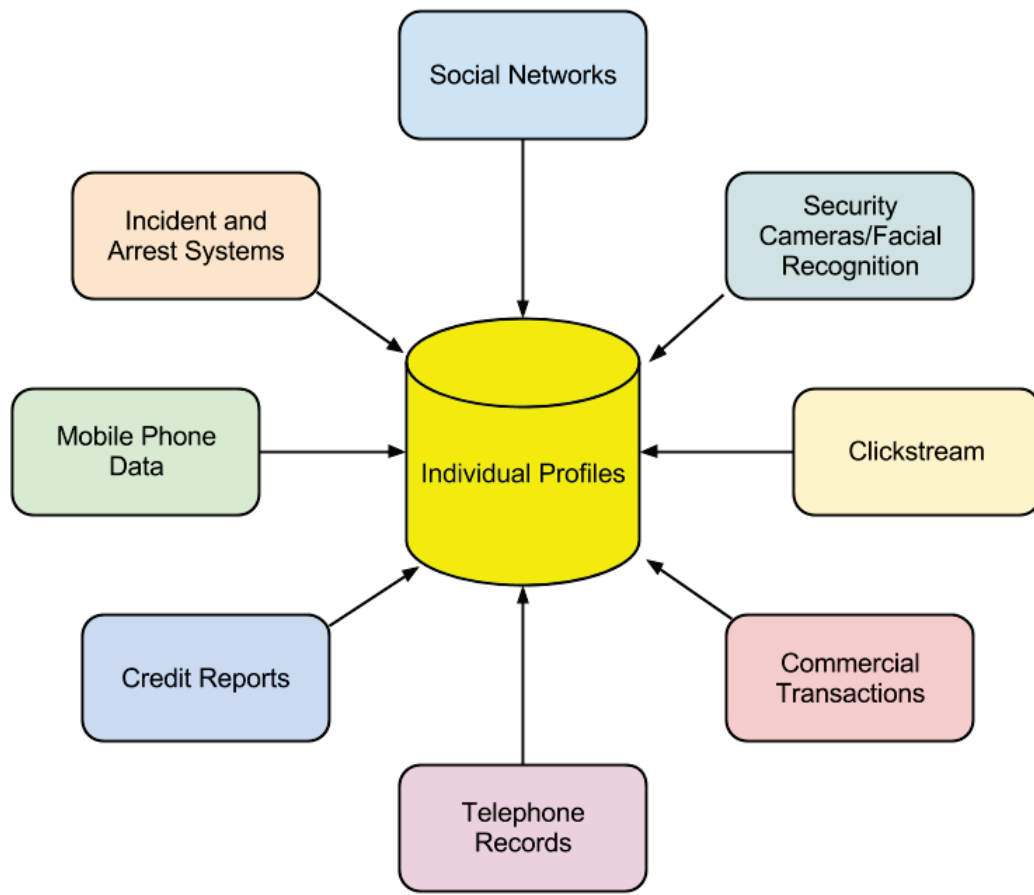 Social Networks
Incident and
Arrest Systems
Security
Cameras/Facial
Recognition
Mobile Phone
Data
Individual Profiles
Clickstream
Credit Reports
Commercial
Transactions
Telephone
Records